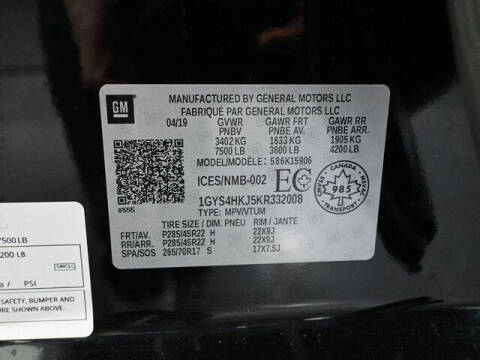 GM
MANUFACTURED BY GENERAL MOTORS LLC
FABRIQUÉ PAR GENERAL MOTORS LLC
04/19 GVWR GAWR FRT GAWR RR
PNBV PNBE AV. PNBE ARR.
3402 KG 1633 KG 1905 KG
7500 LB 3600 LB 4200 LB
MODEL/MODÈLE: 586K15906
ICES/NMB-002 EC
CANADA
985
8555
1GYS4HKJ5KR332008
TYPE: MPV/VTUM
TIRE SIZE / DIM. PNEU RIM / JANTE
FRT/AV. P285/45R22 H 22X9J
RR/ARR. P285/45R22 H 22X9J
SPA/SOS 265/70R17 S 17X7.5J
7500 LB
200 LB
SINGLE
a / PSI
SAFETY, BUMPER AND
URE SHOWN ABOVE.